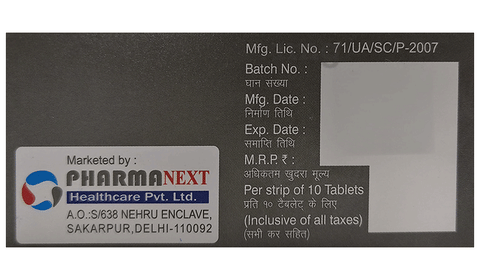 Mfg. Lic. No. : 71/UA/SC/P-2007
Batch No. :
घान संख्या
Mfg. Date :
निर्माण तिथि
Exp. Date :
समाप्ति तिथि
M.R.P. ₹ :
अधिकतम खुदरा मूल्य
Per strip of 10 Tablets
प्रति १० टैबलेट के लिए
(Inclusive of all taxes)
(सभी कर सहित)
Marketed by :
PHARMANEXT
Healthcare Pvt. Ltd.
A.O.:S/638 NEHRU ENCLAVE,
SAKARPUR,DELHI-110092